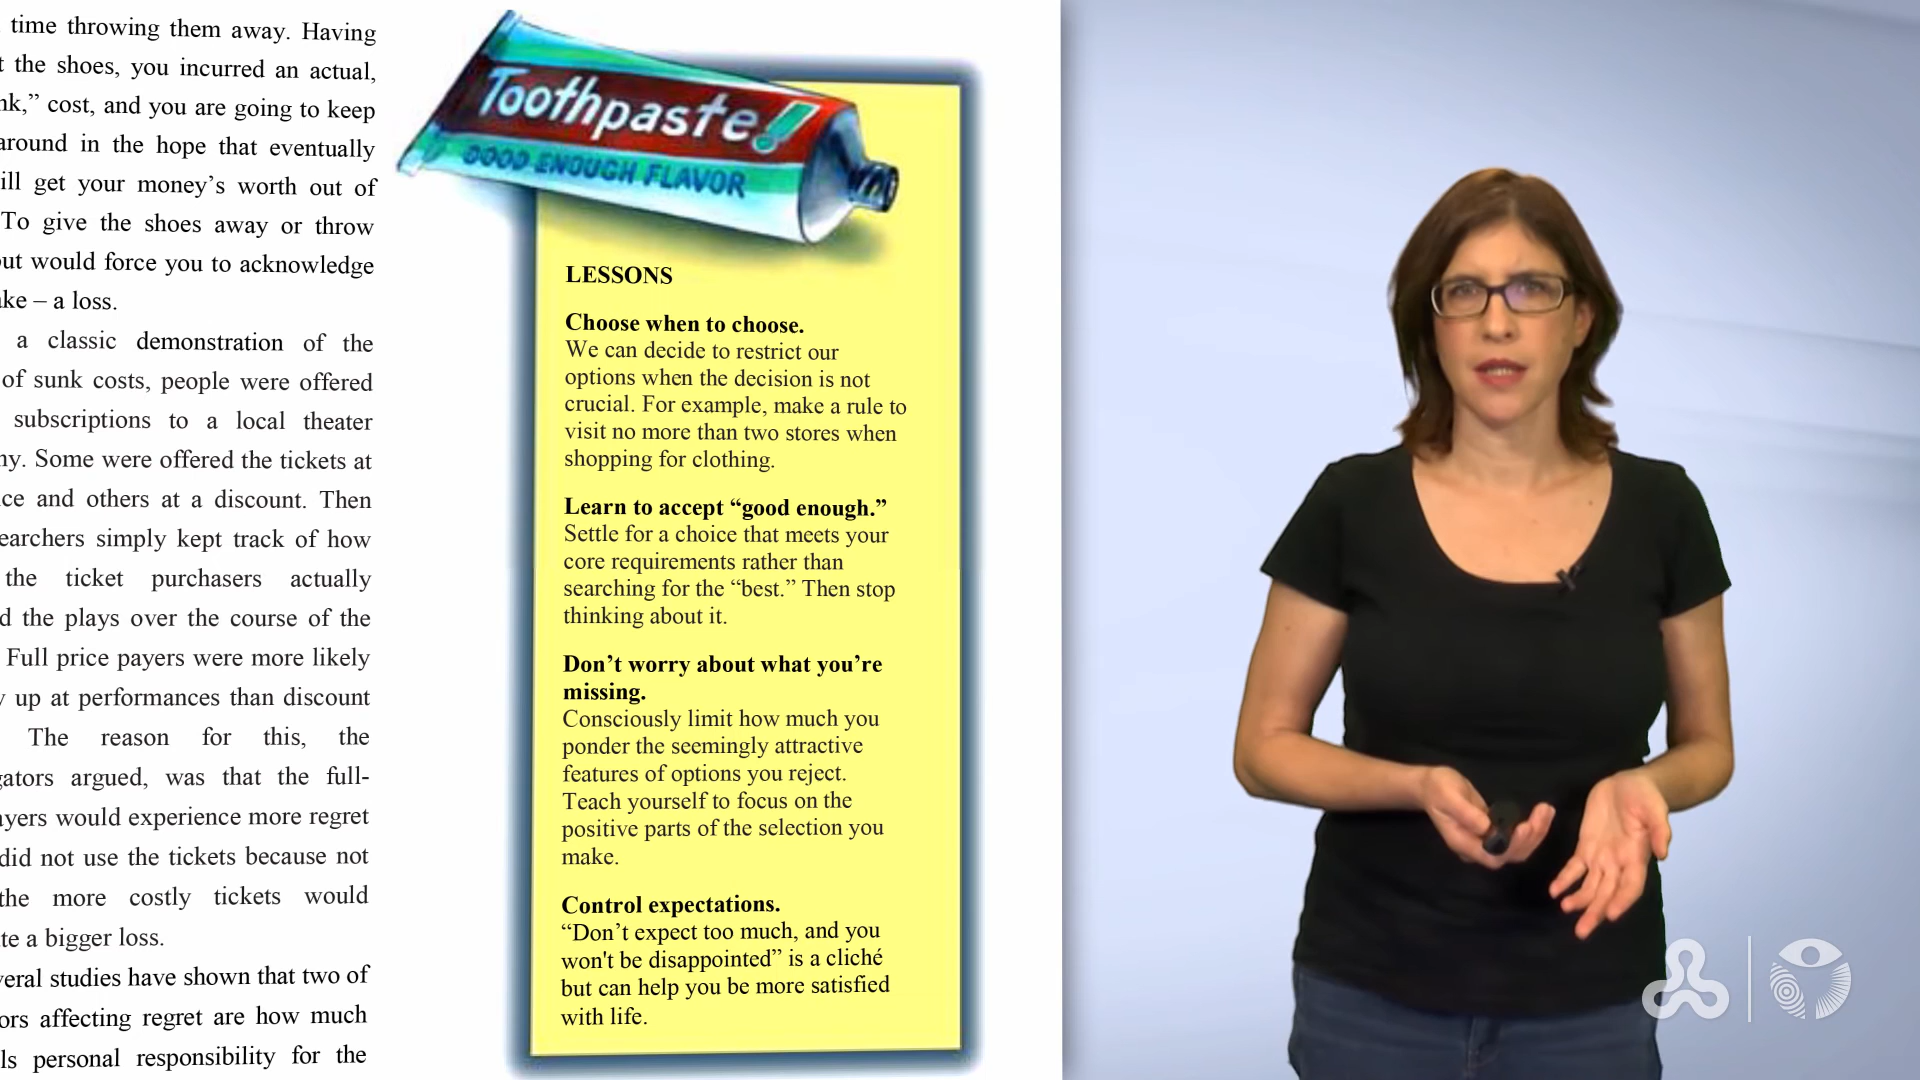 time throwing them away. Having
the shoes, you incurred an actual,
cost, and you are going to keep
around in the hope that eventually
get your money’s worth out of
To give the shoes away or throw
would force you to acknowledge
– a loss.
a classic demonstration of the
of sunk costs, people were offered
subscriptions to a local theater
Some were offered the tickets at
and others at a discount. Then
simply kept track of how
the ticket purchasers actually
the plays over the course of the
Full price payers were more likely
up at performances than discount
The reason for this, the
argued, was that the full-
would experience more regret
did not use the tickets because not
the more costly tickets would
a bigger loss.
studies have shown that two of
affecting regret are how much
personal responsibility for the
Toothpaste!
GOOD ENOUGH FLAVOR
LESSONS
Choose when to choose.
We can decide to restrict our
options when the decision is not
crucial. For example, make a rule to
visit no more than two stores when
shopping for clothing.
Learn to accept “good enough.”
Settle for a choice that meets your
core requirements rather than
searching for the “best.” Then stop
thinking about it.
Don’t worry about what you’re
missing.
Consciously limit how much you
ponder the seemingly attractive
features of options you reject.
Teach yourself to focus on the
positive parts of the selection you
make.
Control expectations.
“Don’t expect too much, and you
won't be disappointed” is a cliché
but can help you be more satisfied
with life.